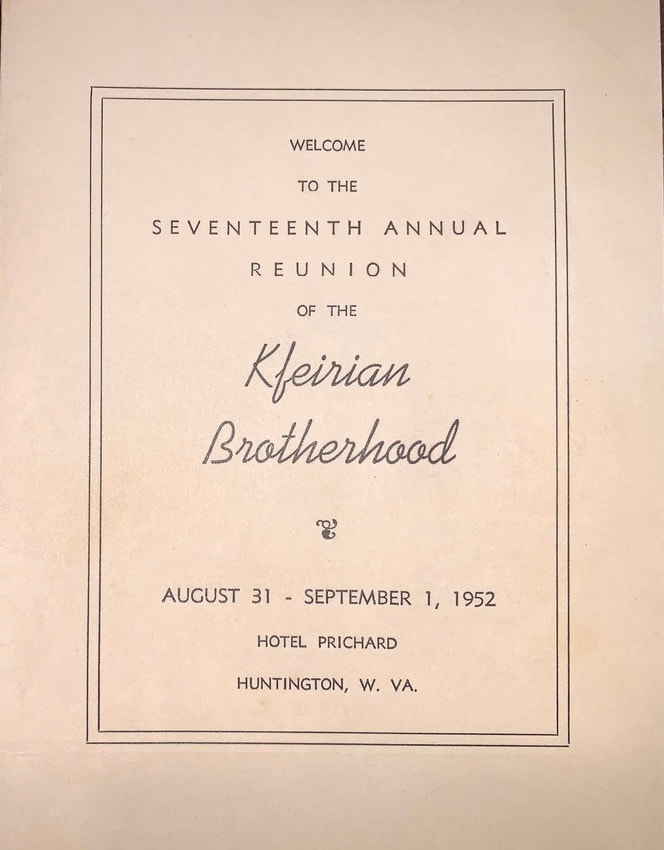 WELCOME
TO THE
SEVENTEENTH ANNUAL
REUNION
OF THE
Kfeirian
Brotherhood
AUGUST 31 - SEPTEMBER 1, 1952
HOTEL PRICHARD
HUNTINGTON, W. VA.